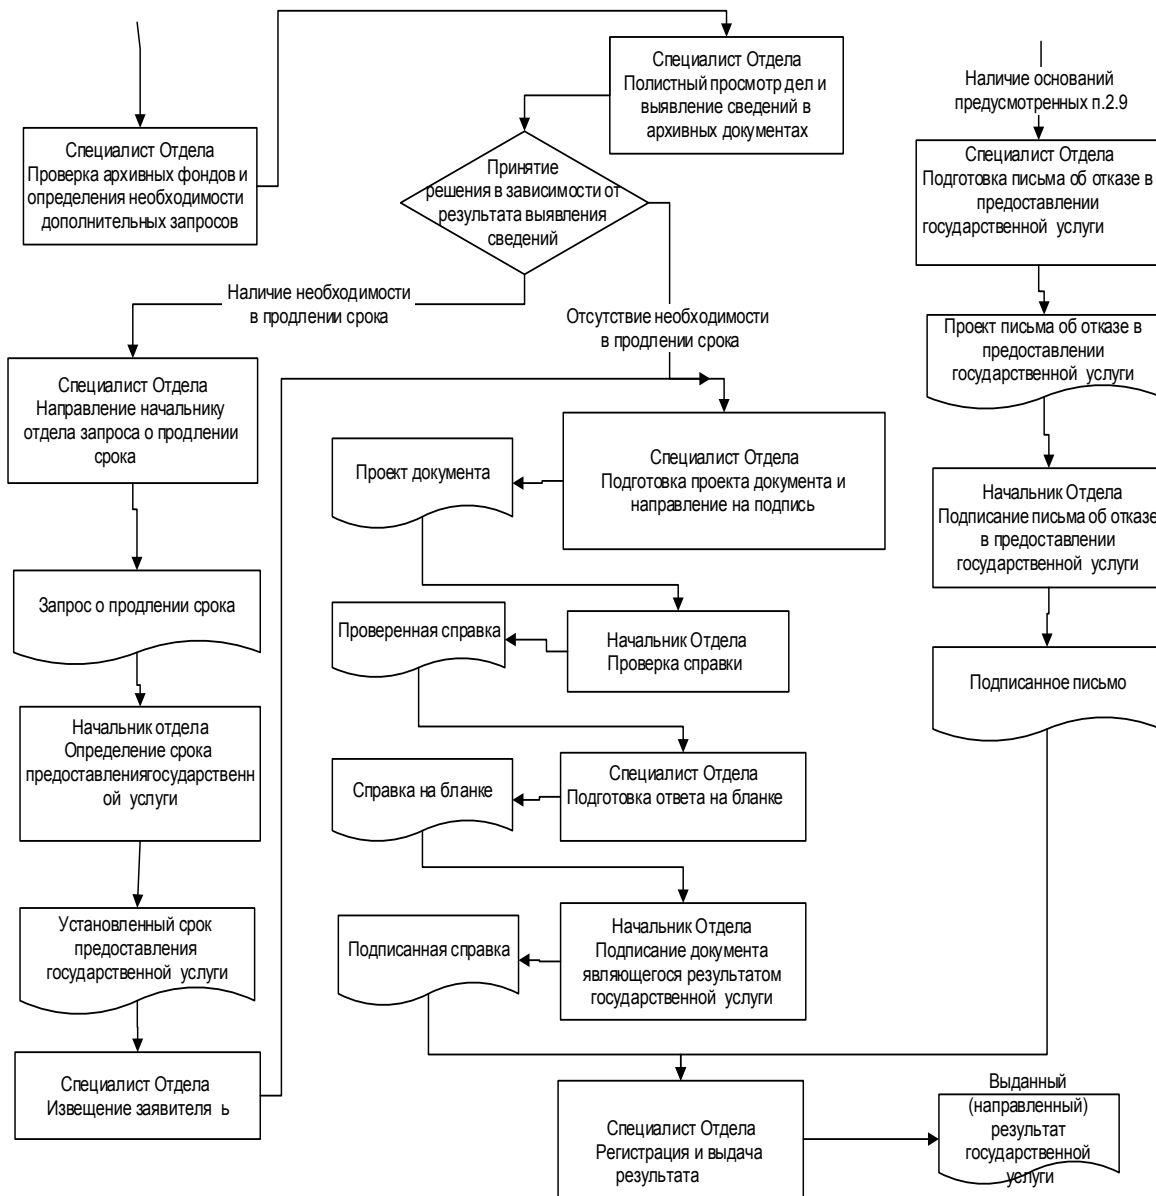 Специалист Отдела
Полистный просмотр дел и
выявление сведений в
архивных документах
Наличие оснований
предусмотренных п.2.9
Специалист Отдела
Проверка архивных фондов и
определения необходимости
дополнительных запросов
Принятие
решения в зависимости от
результата выявления
сведений
Специалист Отдела
Подготовка письма об отказе в
предоставлении
государственной услуги
Наличие необходимости
в продлении срока
Отсутствие необходимости
в продлении срока
Проект письма об отказе в
предоставлении
государственной услуги
Специалист Отдела
Направление начальнику
отдела запроса о продлении
срока
Проект документа
Специалист Отдела
Подготовка проекта документа и
направление на подпись
Начальник Отдела
Подписание письма об отказе
в предоставлении
государственной услуги
Запрос о продлении срока
Проверенная справка
Начальник Отдела
Проверка справки
Подписанное письмо
Начальник отдела
Определение срока
предоставлениягосударственн
ой услуги
Справка на бланке
Специалист Отдела
Подготовка ответа на бланке
Установленный срок
предоставления
государственной услуги
Подписанная справка
Начальник Отдела
Подписание документа
являющегося результатом
государственной услуги
Специалист Отдела
Извещение заявителя ь
Специалист Отдела
Регистрация и выдача
результата
Выданный
(направленный)
результат
государственной
услуги